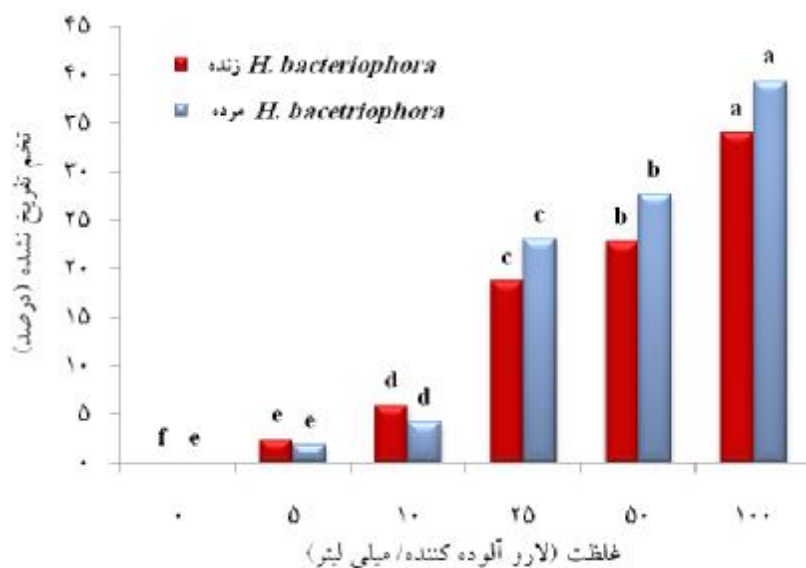 ۴۵
۴۰
۳۵
۳۰
۲۵
۲۰
۱۵
۱۰
۵
۰
تخم تفریخ نشده (درصد)
زنده H. bacteriophora
مرده H. bacetriophora
f e
e e
d d
c c
b b
a a
۰ ۵ ۱۰ ۲۵ ۵۰ ۱۰۰
غلظت (لارو آلوده کننده/ میلی لیتر)